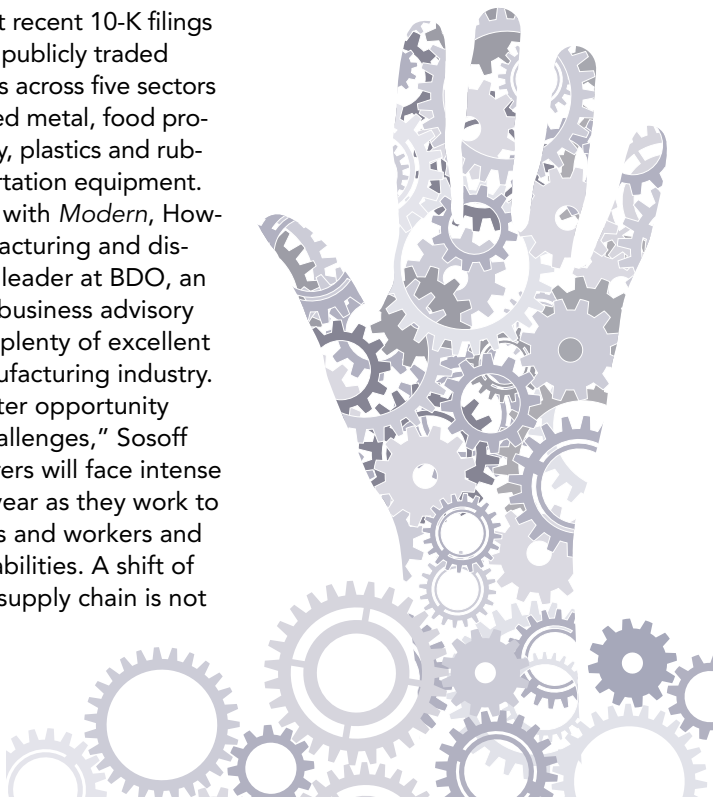 t recent 10-K filings
publicly traded
s across five sectors
ed metal, food pro-
y, plastics and rub-
rtation equipment.
with Modern, How-
acturing and dis-
leader at BDO, an
business advisory
plenty of excellent
ufacturing industry.
ter opportunity
allenges,” Sosoff
ers will face intense
year as they work to
s and workers and
abilities. A shift of
supply chain is not